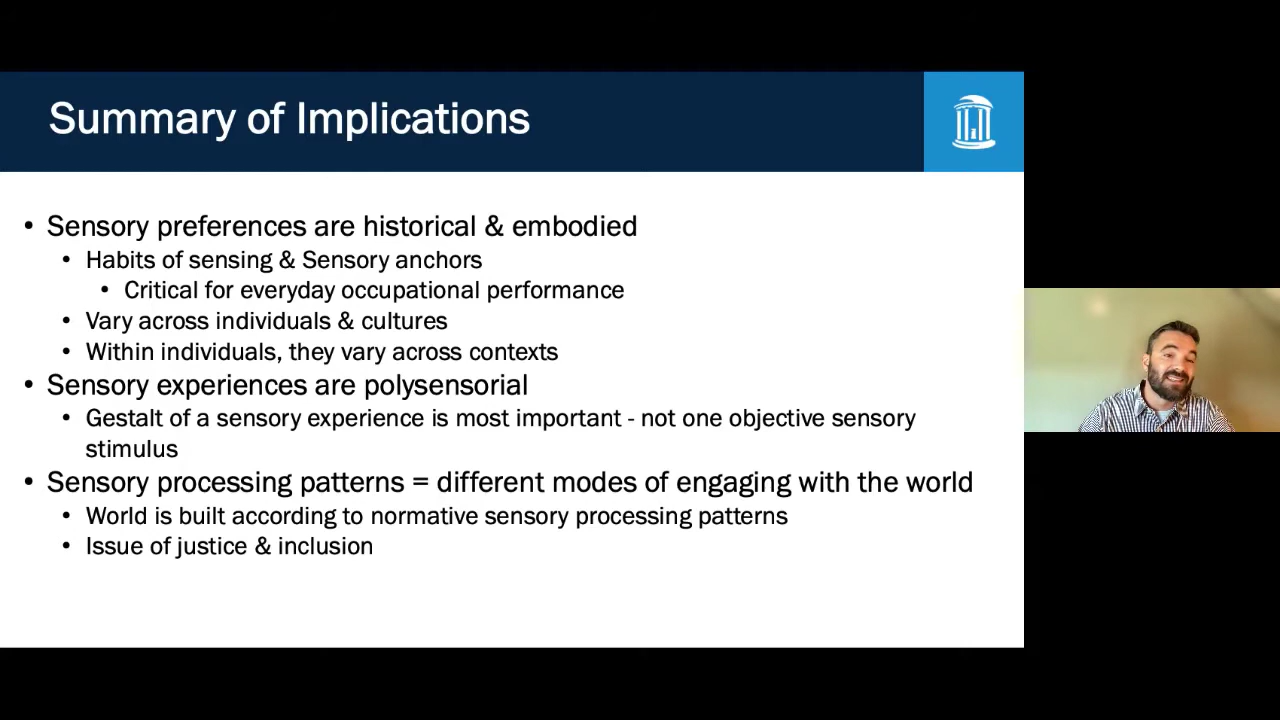 Summary of Implications
• Sensory preferences are historical & embodied
• Habits of sensing & Sensory anchors
• Critical for everyday occupational performance
• Vary across individuals & cultures
• Within individuals, they vary across contexts
• Sensory experiences are polysensorial
• Gestalt of a sensory experience is most important - not one objective sensory
stimulus
• Sensory processing patterns = different modes of engaging with the world
• World is built according to normative sensory processing patterns
• Issue of justice & inclusion